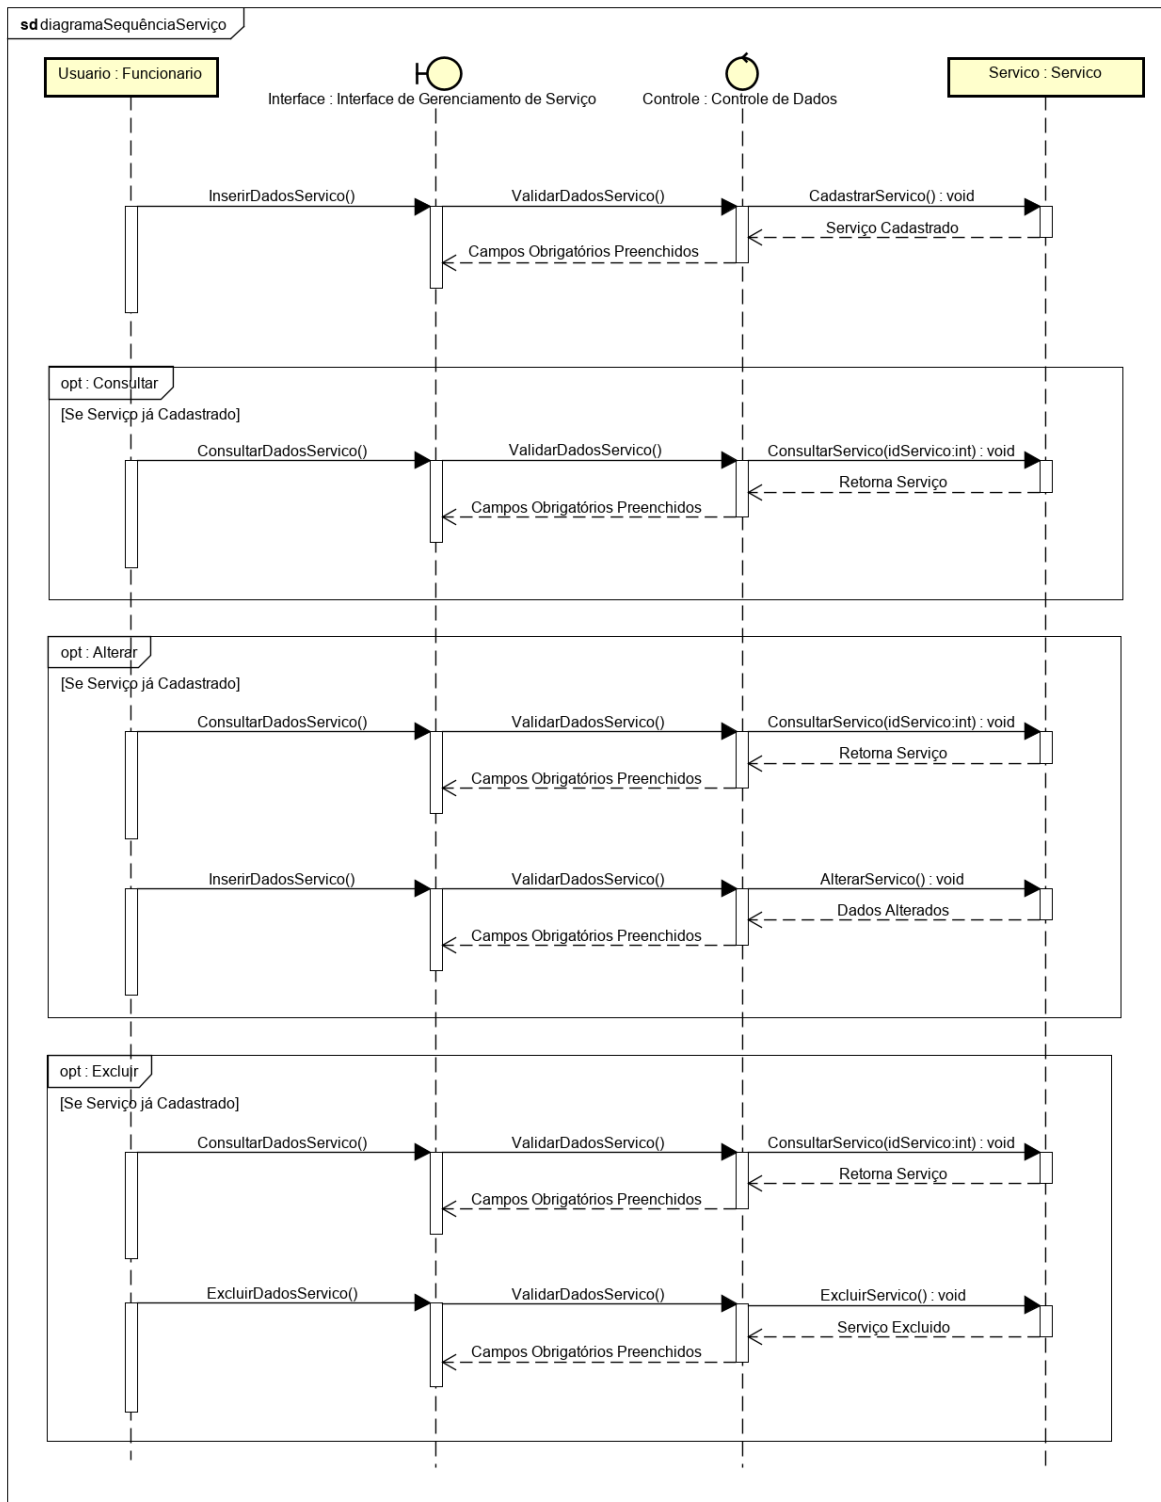 sd diagramaSequênciaServiço
Usuario : Funcionario
Interface : Interface de Gerenciamento de Serviço
Controle : Controle de Dados
Servico : Servico
InserirDadosServico()
ValidarDadosServico()
CadastrarServico() : void
Serviço Cadastrado
Campos Obrigatórios Preenchidos
opt : Consultar
[Se Serviço já Cadastrado]
ConsultarDadosServico()
ValidarDadosServico()
ConsultarServico(idServico:int) : void
Retorna Serviço
Campos Obrigatórios Preenchidos
opt : Alterar
[Se Serviço já Cadastrado]
ConsultarDadosServico()
ValidarDadosServico()
ConsultarServico(idServico:int) : void
Retorna Serviço
Campos Obrigatórios Preenchidos
InserirDadosServico()
ValidarDadosServico()
AlterarServico() : void
Dados Alterados
Campos Obrigatórios Preenchidos
opt : Excluir
[Se Serviço já Cadastrado]
ConsultarDadosServico()
ValidarDadosServico()
ConsultarServico(idServico:int) : void
Retorna Serviço
Campos Obrigatórios Preenchidos
ExcluirDadosServico()
ValidarDadosServico()
ExcluirServico() : void
Serviço Excluido
Campos Obrigatórios Preenchidos